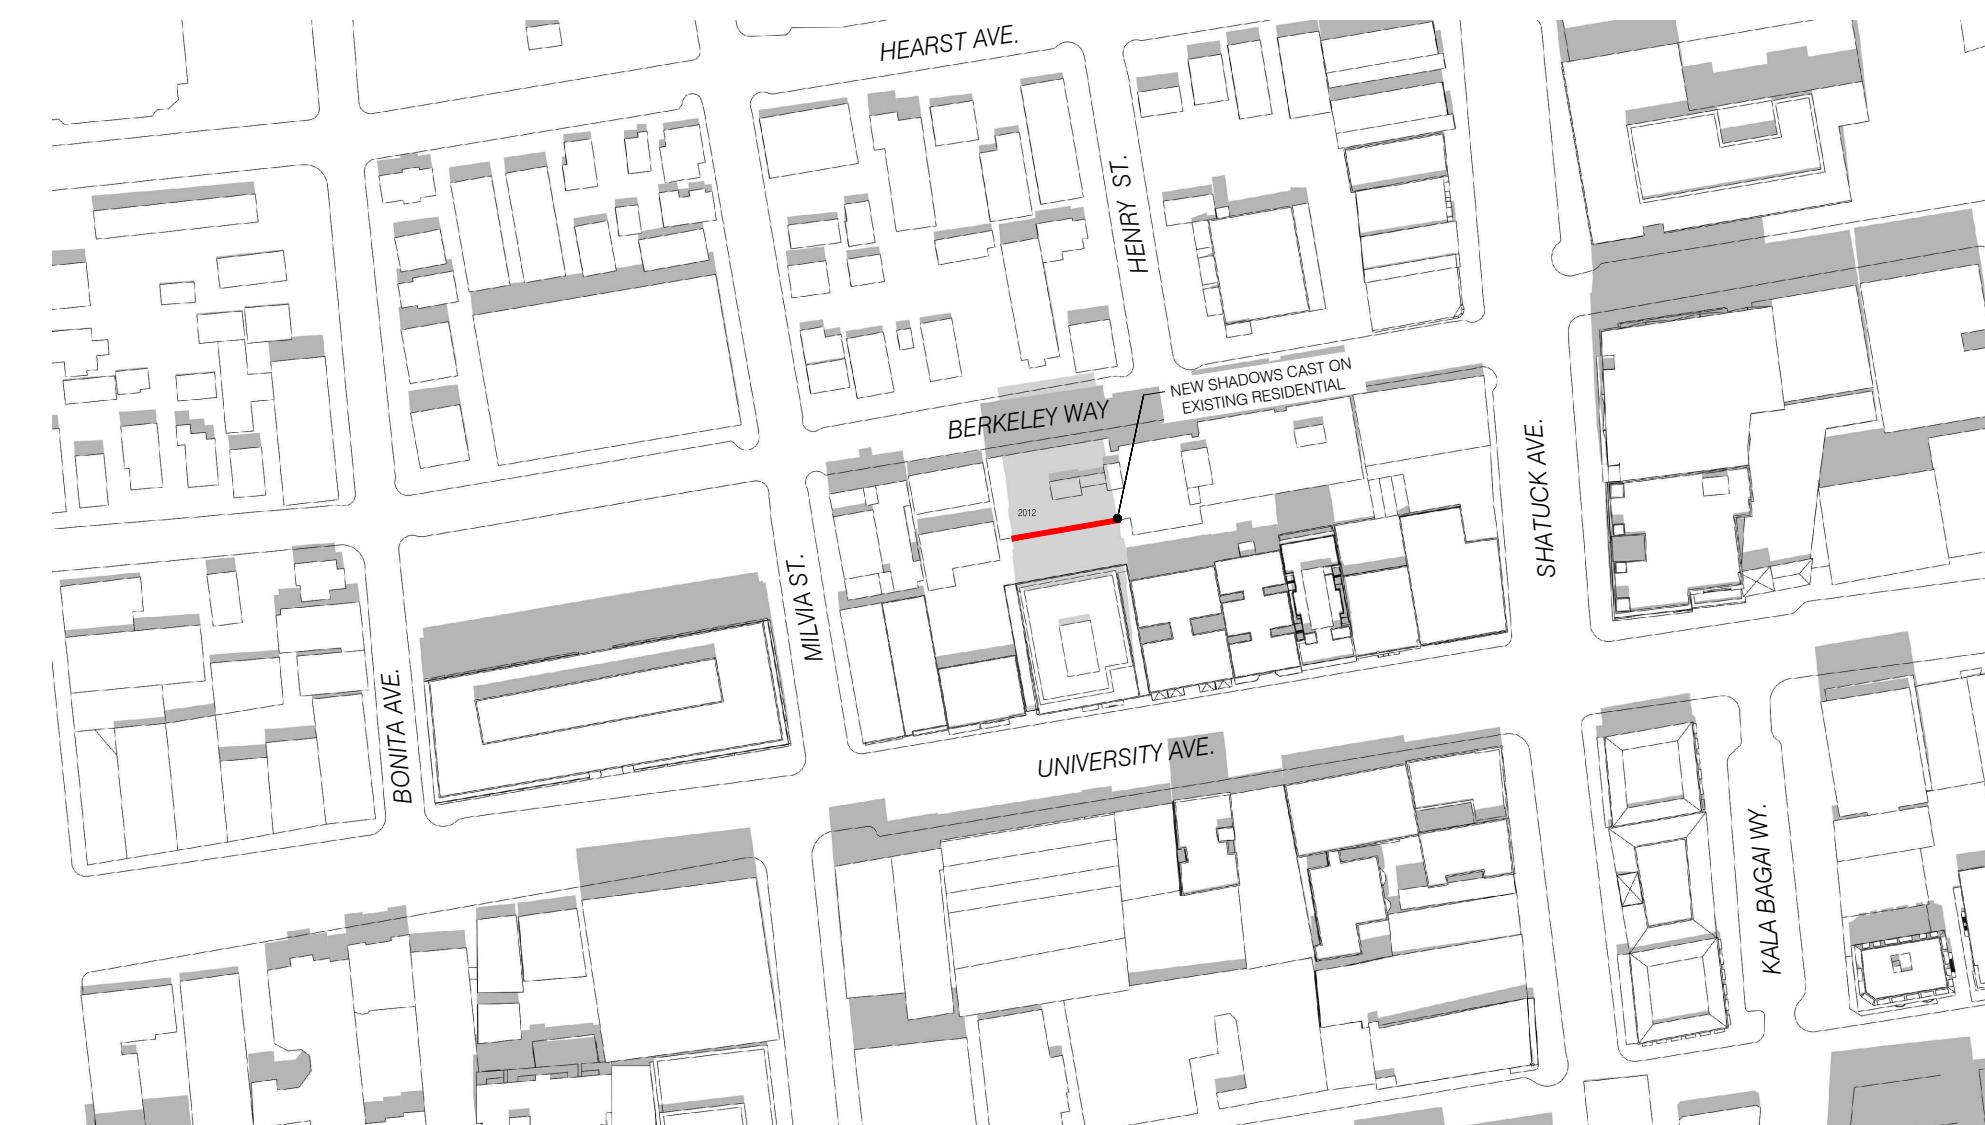 HEARST AVE.
HENRY ST.
NEW SHADOWS CAST ON
EXISTING RESIDENTIAL
BERKELEY WAY
2012
SHATUCK AVE.
MILVIA ST.
BONITA AVE.
UNIVERSITY AVE.
KALA BAGAI WY.